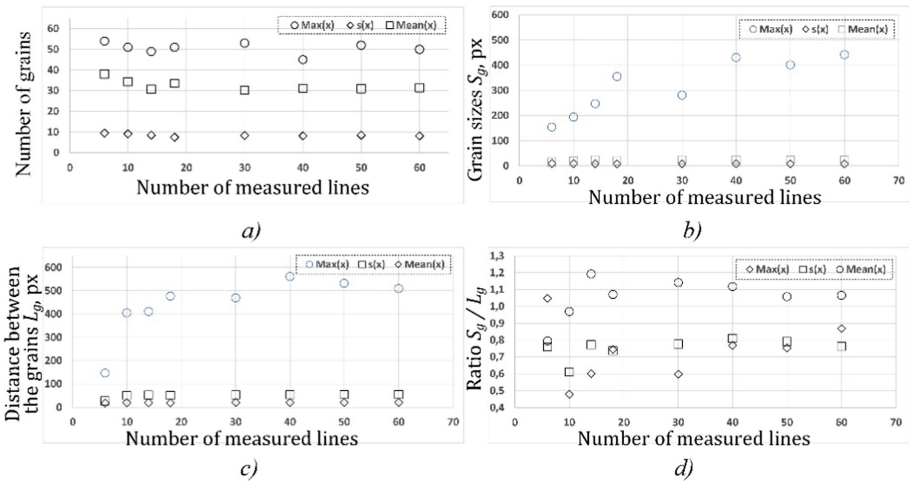 Max(x) s(x) Mean(x)
60
50
40
30
20
10
0
0 10 20 30 40 50 60
Number of grains
Number of measured lines
a)
Max(x) s(x) Mean(x)
600
500
400
300
200
100
0
0 10 20 30 40 50 60 70
Grain sizes Sg, px
Number of measured lines
b)
Max(x) s(x) Mean(x)
600
500
400
300
200
100
0
0 10 20 30 40 50 60 70
Distance between
the grains Lg, px
Number of measured lines
c)
Max(x) s(x) Mean(x)
1,3
1,2
1,1
1,0
0,9
0,8
0,7
0,6
0,5
0,4
0 10 20 30 40 50 60 70
Ratio Sg / Lg
Number of measured lines
d)